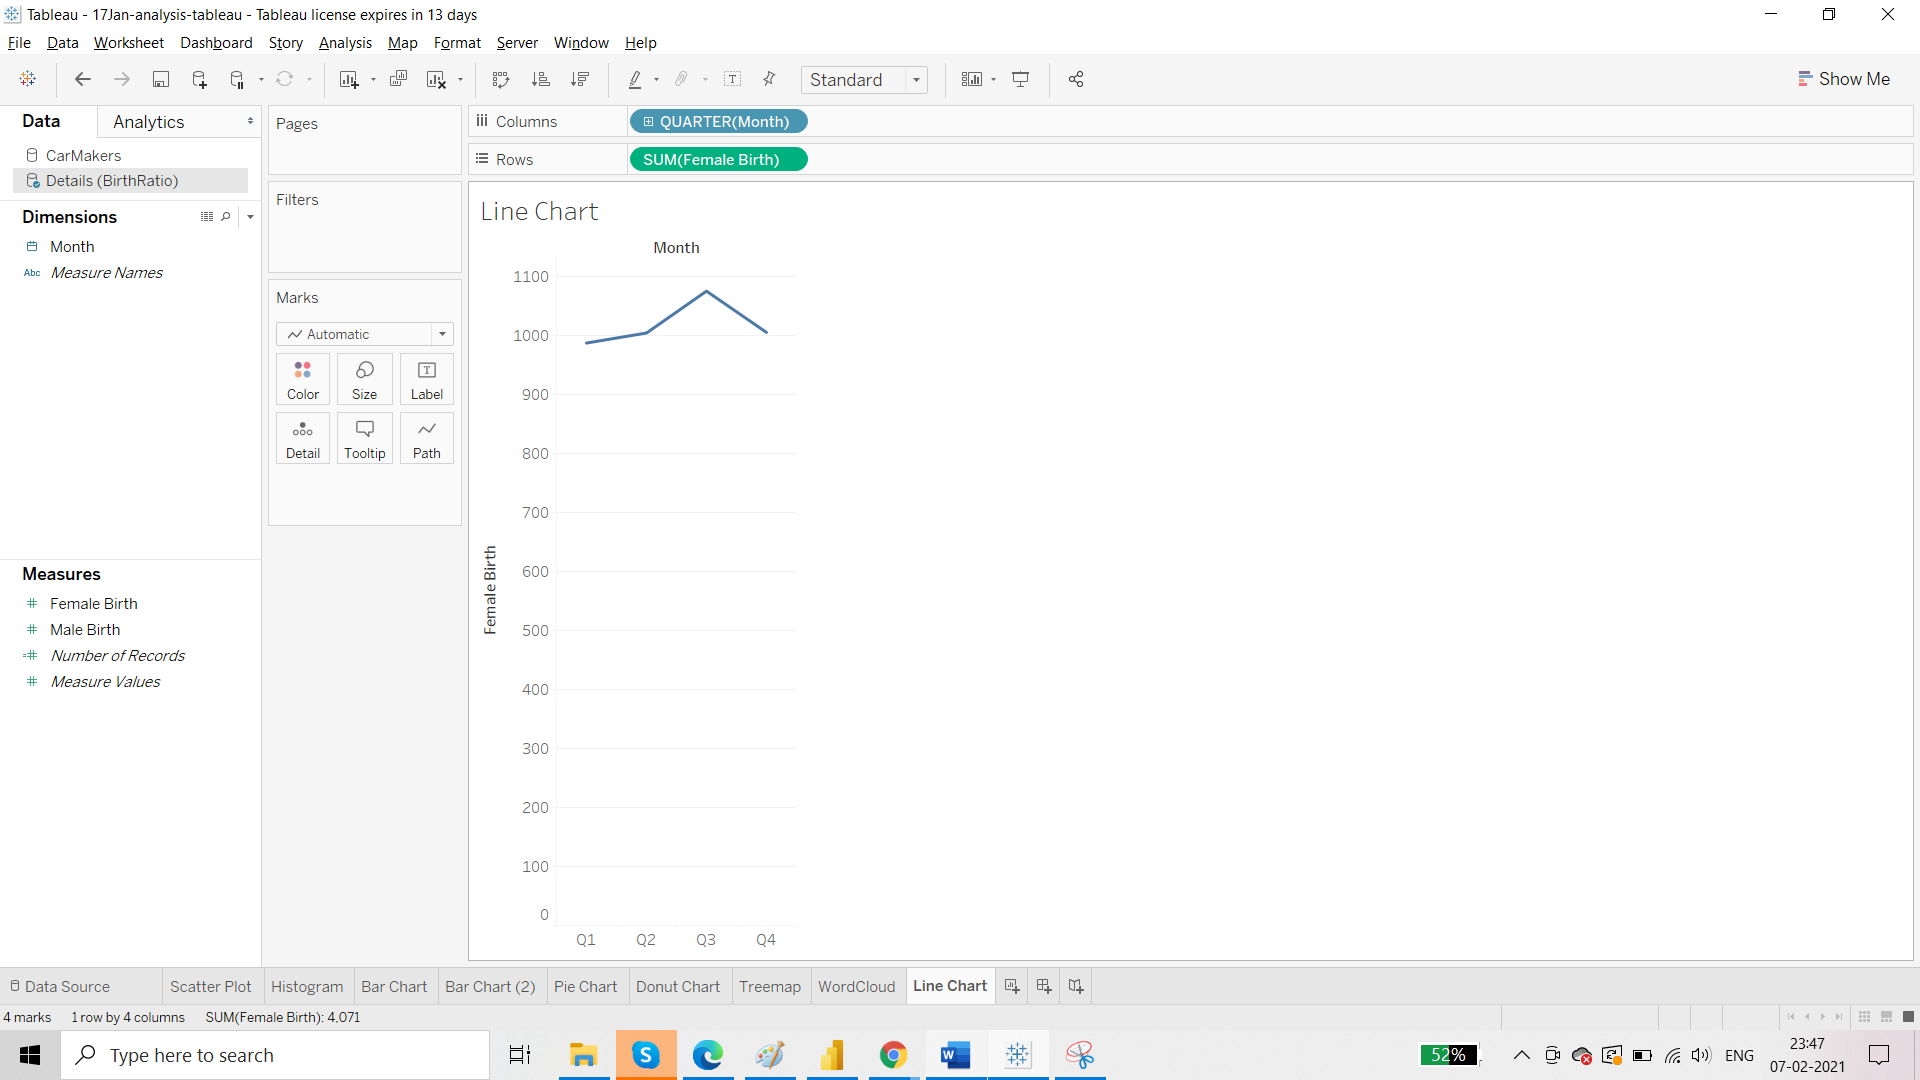 Tableau - 17Jan-analysis-tableau - Tableau license expires in 13 days
File Data Worksheet Dashboard Story Analysis Map Format Server Window Help
Standard
Show Me
Data Analytics
CarMakers
Details (BirthRatio)
Dimensions
Month
Abc Measure Names
Measures
Female Birth
Male Birth
Number of Records
Measure Values
Pages
Filters
Marks
Automatic
Color Size Label
Detail Tooltip Path
Columns QUARTER(Month)
Rows SUM(Female Birth)
Line Chart
Month
Female Birth
1100
1000
900
800
700
600
500
400
300
200
100
0
Q1 Q2 Q3 Q4
Data Source Scatter Plot Histogram Bar Chart Bar Chart (2) Pie Chart Donut Chart Treemap WordCloud Line Chart
4 marks 1 row by 4 columns SUM(Female Birth): 4,071
Type here to search
52%
ENG
23:47
07-02-2021